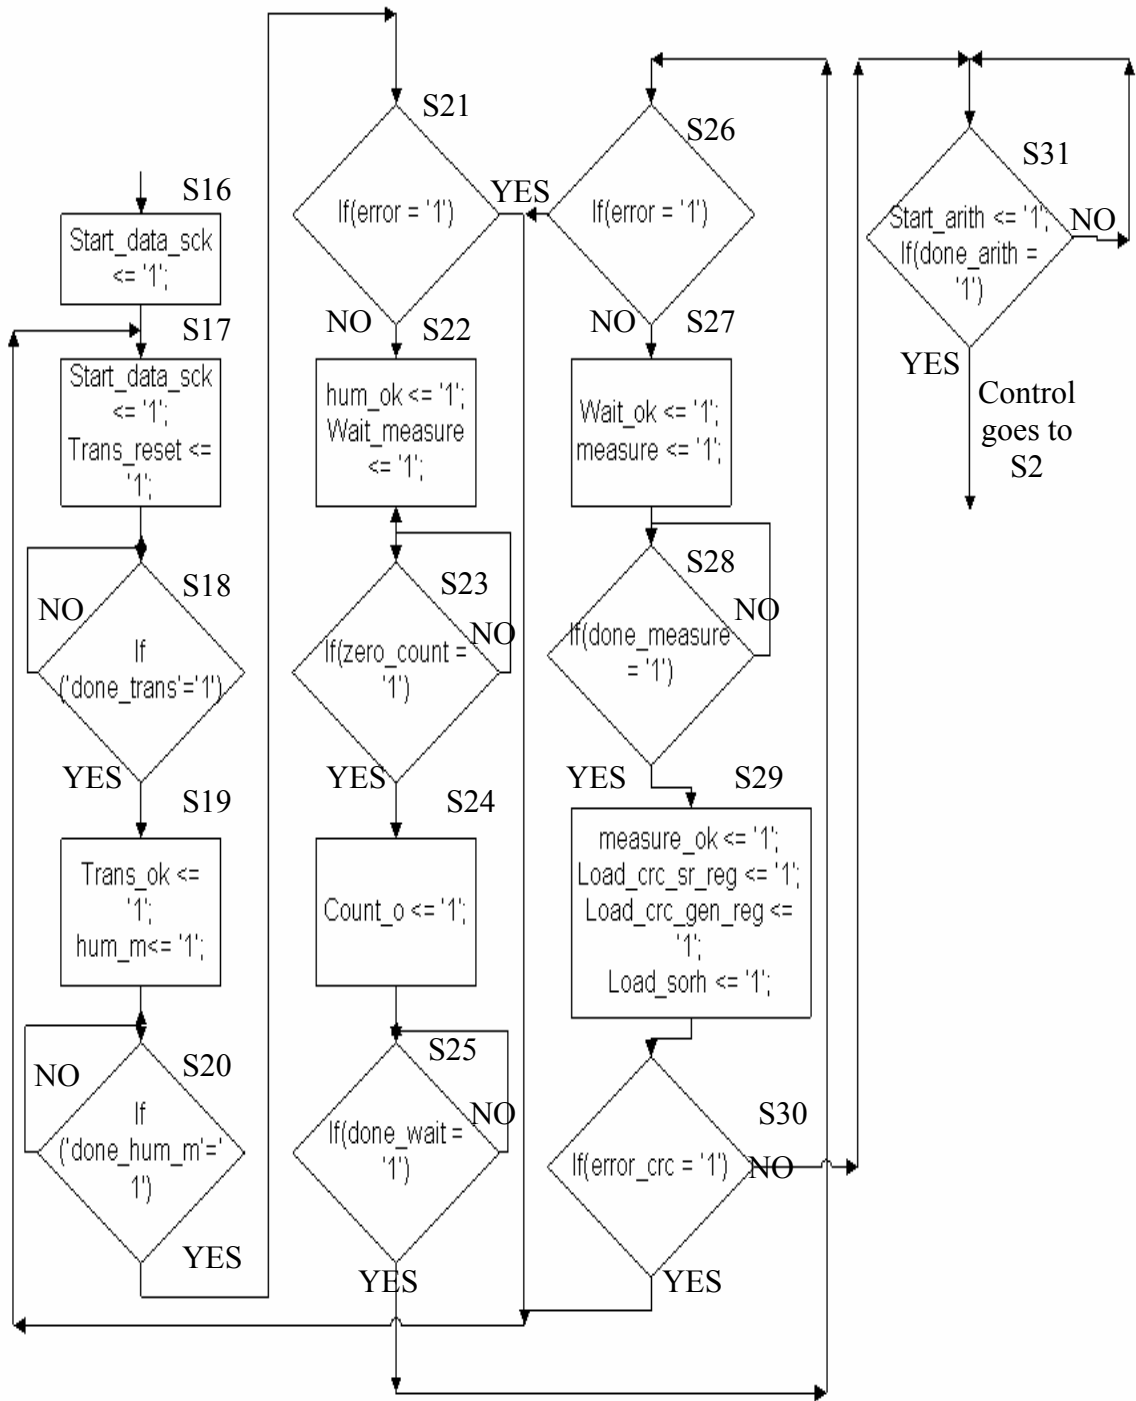 S16
Start_data_sck
<= '1';
S17
Start_data_sck
<= '1';
Trans_reset <=
'1';
S18
NO
If
('done_trans'='1')
YES
S19
Trans_ok <=
'1';
hum_m<= '1';
S20
NO
If
('done_hum_m'='
1')
YES
S21
If(error = '1')
YES
NO
S22
hum_ok <= '1';
Wait_measure
<= '1';
S23
NO
If(zero_count =
'1')
YES
S24
Count_o <= '1';
S25
NO
If(done_wait =
'1')
YES
S26
If(error = '1')
NO
S27
Wait_ok <= '1';
measure <= '1';
S28
NO
If(done_measure
= '1')
YES
S29
measure_ok <= '1';
Load_crc_sr_reg <= '1';
Load_crc_gen_reg <=
'1';
Load_sorh <= '1';
S30
If(error_crc = '1')
NO
YES
S31
Start_arith <= '1';
If(done_arith =
'1')
NO
YES
Control
goes to
S2